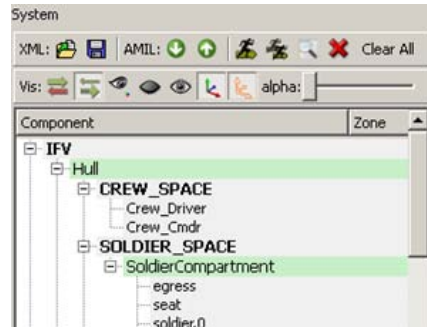 System
XML: AMIL: Clear All
Vis: alpha:
Component Zone
IFV
Hull
CREW_SPACE
Crew_Driver
Crew_Cmdr
SOLDIER_SPACE
SoldierCompartment
egress
seat
soldier.0